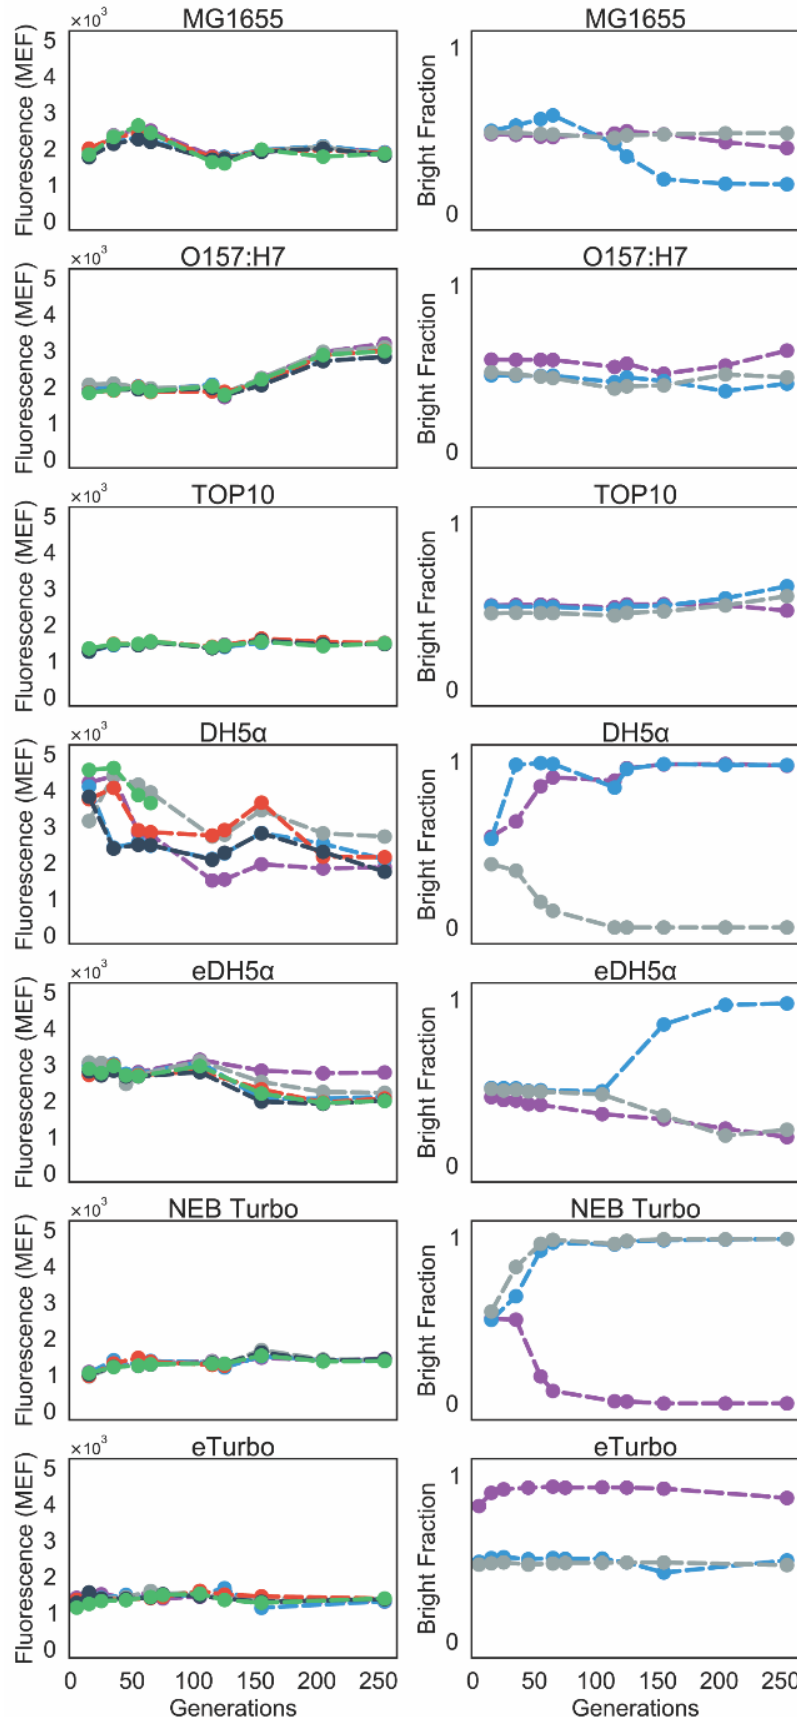 MG1655
×10³
Fluorescence (MEF)
5
4
3
2
1
0
MG1655
Bright Fraction
1
0
O157:H7
×10³
Fluorescence (MEF)
5
4
3
2
1
0
O157:H7
Bright Fraction
1
0
TOP10
×10³
Fluorescence (MEF)
5
4
3
2
1
0
TOP10
Bright Fraction
1
0
DH5α
×10³
Fluorescence (MEF)
5
4
3
2
1
0
DH5α
Bright Fraction
1
0
eDH5α
×10³
Fluorescence (MEF)
5
4
3
2
1
0
eDH5α
Bright Fraction
1
0
NEB Turbo
×10³
Fluorescence (MEF)
5
4
3
2
1
0
NEB Turbo
Bright Fraction
1
0
eTurbo
×10³
Fluorescence (MEF)
5
4
3
2
1
0
0 50 100 150 200 250
Generations
eTurbo
Bright Fraction
1
0
0 50 100 150 200 250
Generations